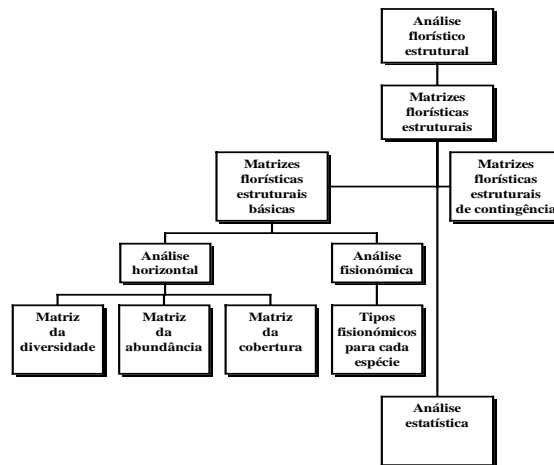 Análise
florístico
estrutural
Matrizes
florísticas
estruturais
Matrizes
florísticas
estruturais
básicas
Matrizes
florísticas
estruturais
de contingência
Análise
horizontal
Análise
fisionómica
Matriz
da
diversidade
Matriz
da
abundância
Matriz
da
cobertura
Tipos
fisionómicos
para cada
espécie
Análise
estatística